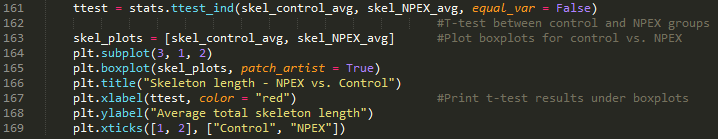 161 ttest = stats.ttest_ind(skel_control_avg, skel_NPEX_avg, equal_var = False)
162 #T-test between control and NPEX groups
163 skel_plots = [skel_control_avg, skel_NPEX_avg] #Plot boxplots for control vs. NPEX
164 plt.subplot(3, 1, 2)
165 plt.boxplot(skel_plots, patch_artist = True)
166 plt.title("Skeleton length - NPEX vs. Control")
167 plt.xlabel(ttest, color = "red") #Print t-test results under boxplots
168 plt.ylabel("Average total skeleton length")
169 plt.xticks([1, 2], ["Control", "NPEX"])